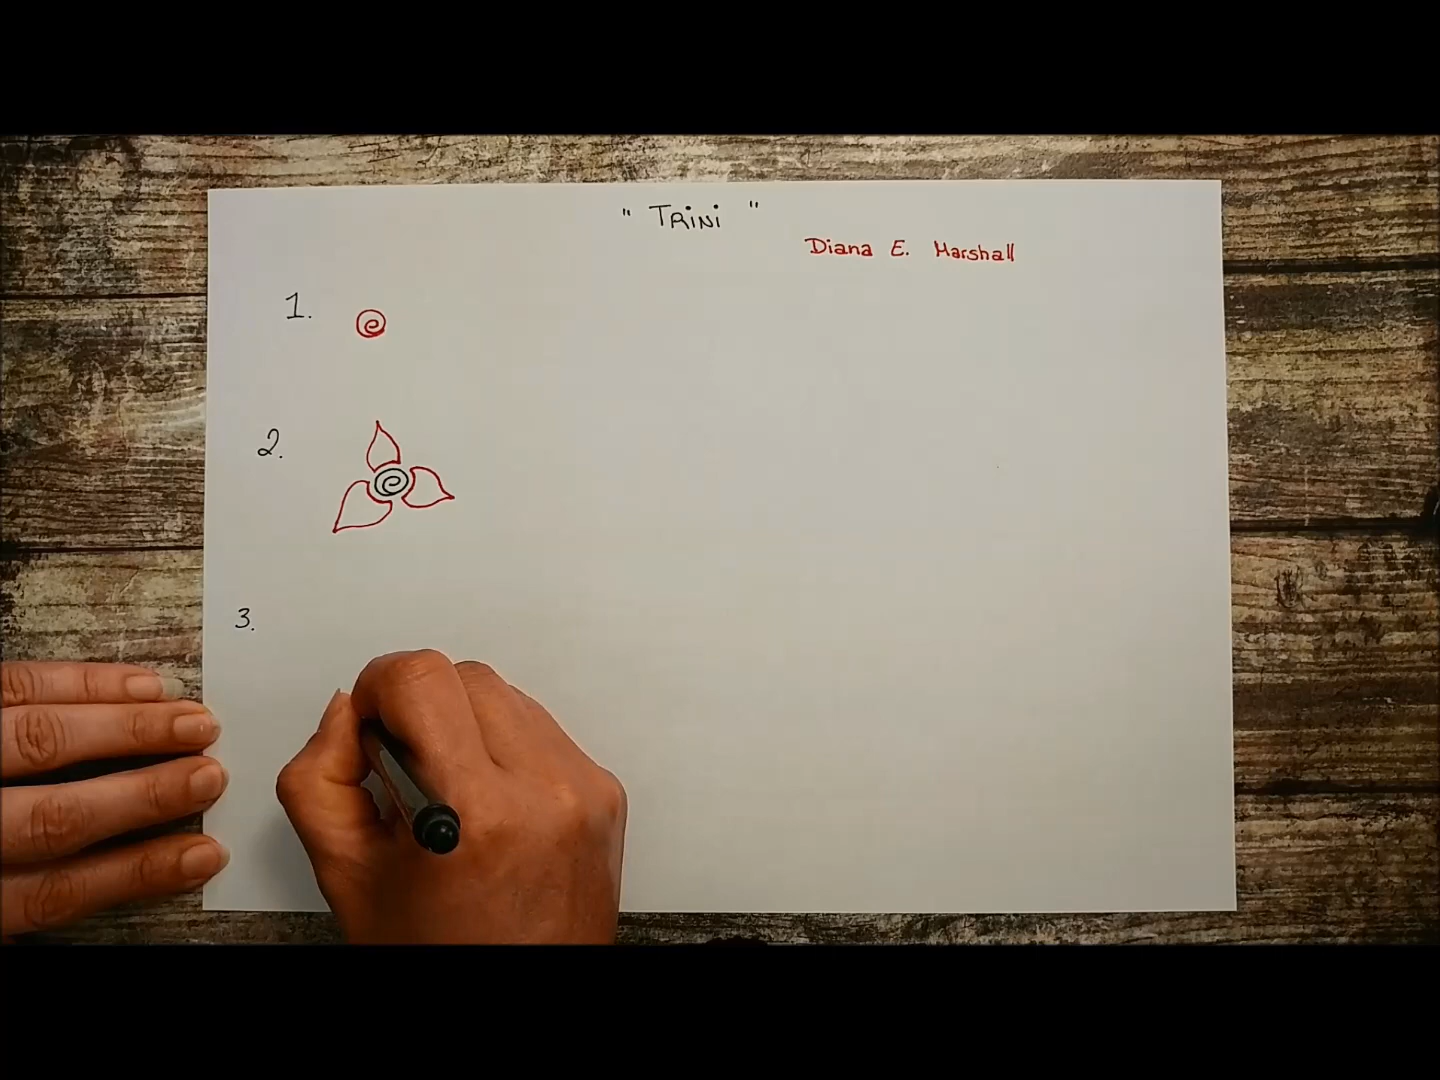 " TRiNi "
Diana E. Marshall
1.
2.
3.